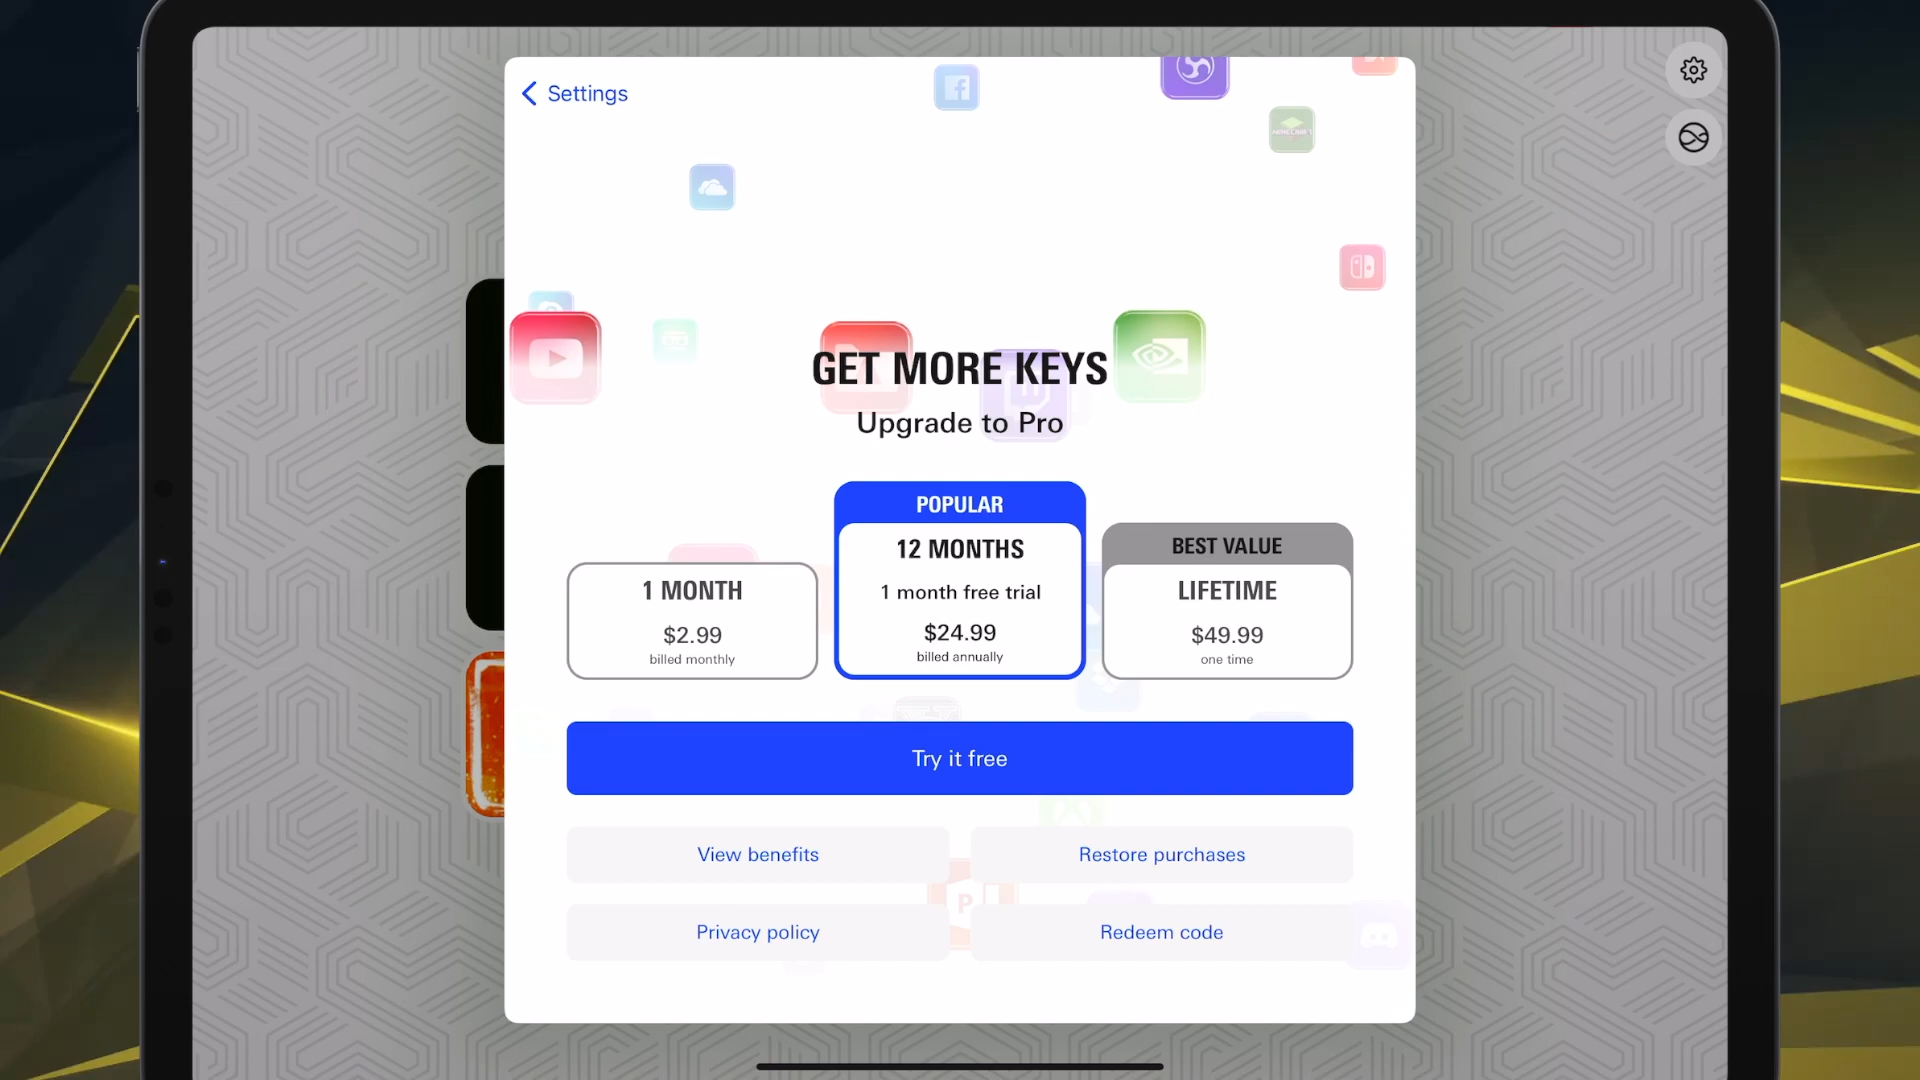 Settings
MINECRAFT
GET MORE KEYS
Upgrade to Pro
POPULAR
12 MONTHS
1 month free trial
$24.99
billed annually
1 MONTH
$2.99
billed monthly
BEST VALUE
LIFETIME
$49.99
one time
Try it free
View benefits
Restore purchases
P
Privacy policy
Redeem code